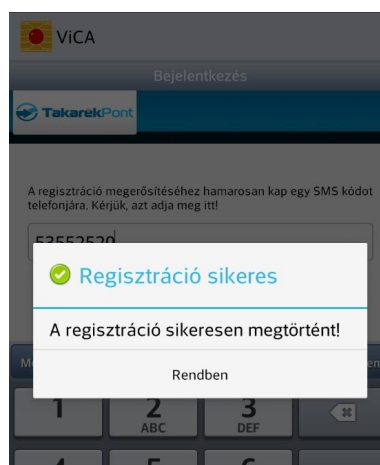 ViCA
Bejelentkezés
TakarékPont
A regisztráció megerősítéséhez hamarosan kap egy SMS kódot
telefonjára. Kérjük, azt adja meg itt!
53552520
Regisztráció sikeres
A regisztráció sikeresen megtörtént!
Rendben
1 2 3
ABC DEF